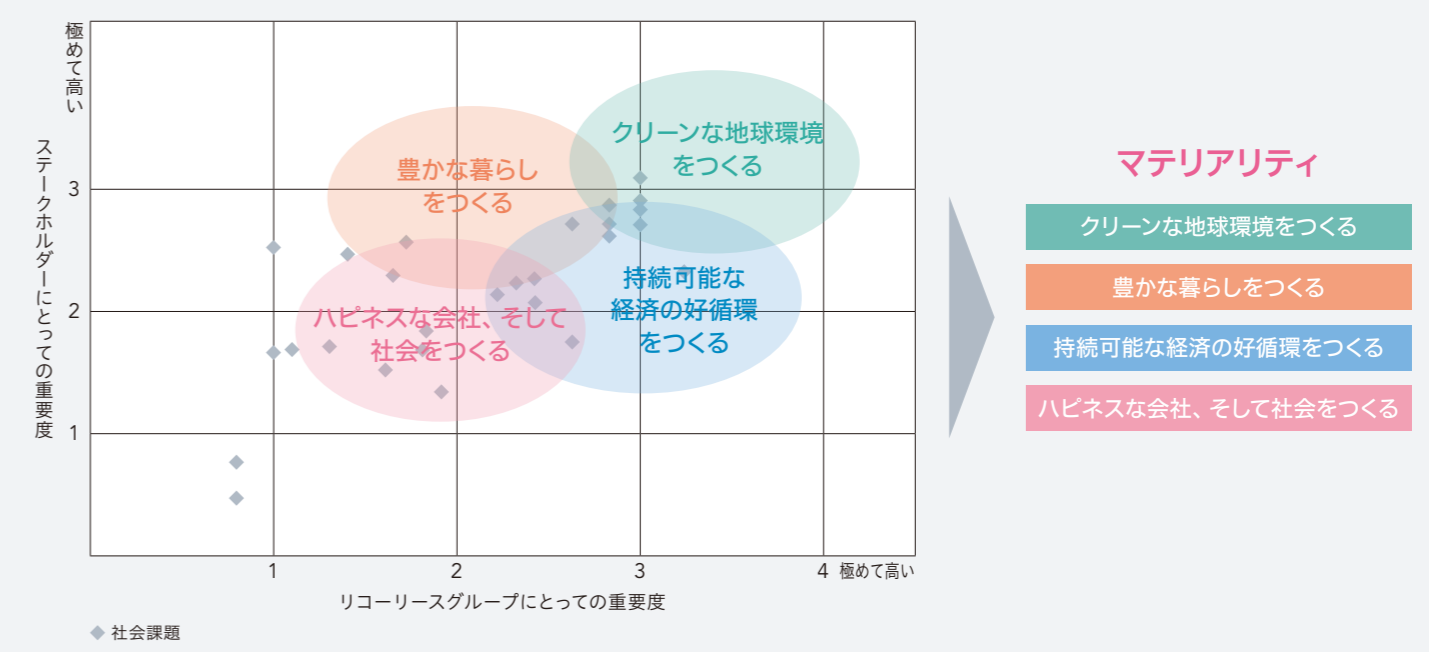 極めて高い
ステークホルダーにとっての重要度
3
2
1
クリーンな地球環境
をつくる
豊かな暮らし
をつくる
持続可能な
経済の好循環
をつくる
ハピネスな会社、そして
社会をつくる
1
2
3
4
極めて高い
リコーリースグループにとっての重要度
社会課題
マテリアリティ
クリーンな地球環境をつくる
豊かな暮らしをつくる
持続可能な経済の好循環をつくる
ハピネスな会社、そして社会をつくる